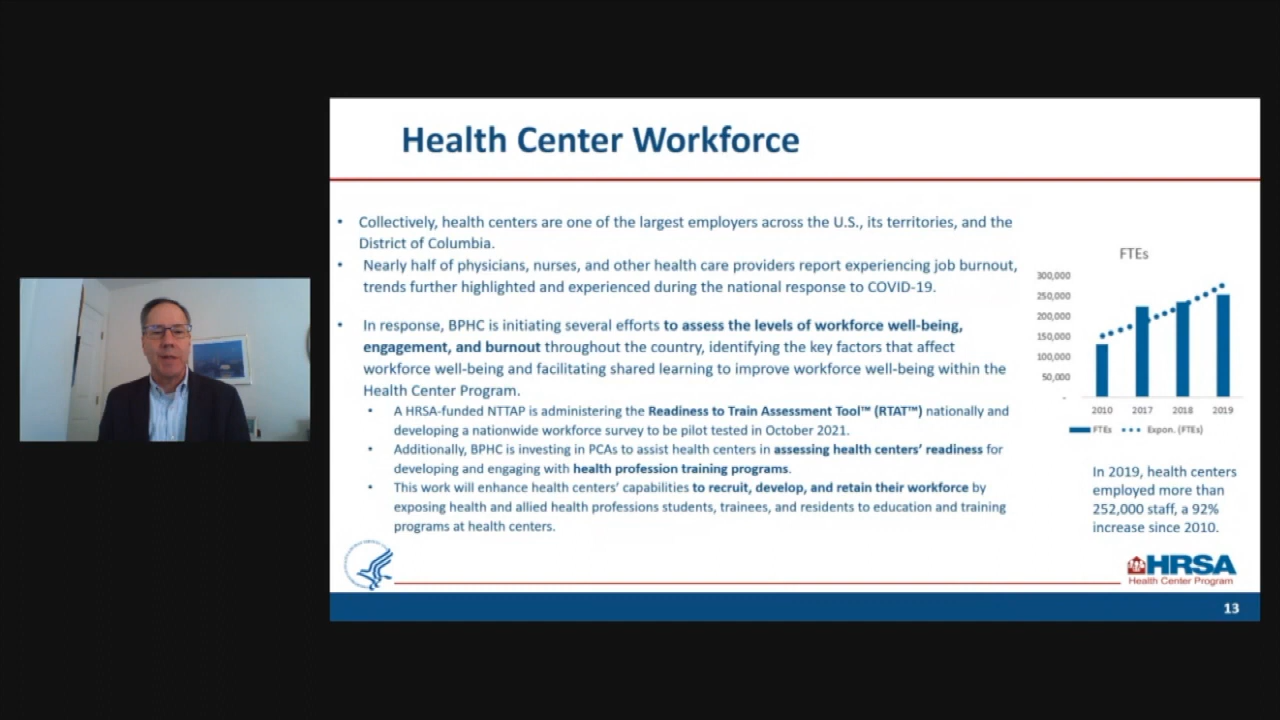 Health Center Workforce
• Collectively, health centers are one of the largest employers across the U.S., its territories, and the
District of Columbia.
• Nearly half of physicians, nurses, and other health care providers report experiencing job burnout,
trends further highlighted and experienced during the national response to COVID-19.
• In response, BPHC is initiating several efforts to assess the levels of workforce well-being,
engagement, and burnout throughout the country, identifying the key factors that affect
workforce well-being and facilitating shared learning to improve workforce well-being within the
Health Center Program.
• A HRSA-funded NTTAP is administering the Readiness to Train Assessment Tool™ (RTAT™) nationally and
developing a nationwide workforce survey to be pilot tested in October 2021.
• Additionally, BPHC is investing in PCAs to assist health centers in assessing health centers’ readiness for
developing and engaging with health profession training programs.
• This work will enhance health centers’ capabilities to recruit, develop, and retain their workforce by
exposing health and allied health professions students, trainees, and residents to education and training
programs at health centers.
FTEs
300,000
250,000
200,000
150,000
100,000
50,000
-
2010 2017 2018 2019
FTEs Expon. (FTEs)
In 2019, health centers
employed more than
252,000 staff, a 92%
increase since 2010.
HRSA
Health Center Program
13